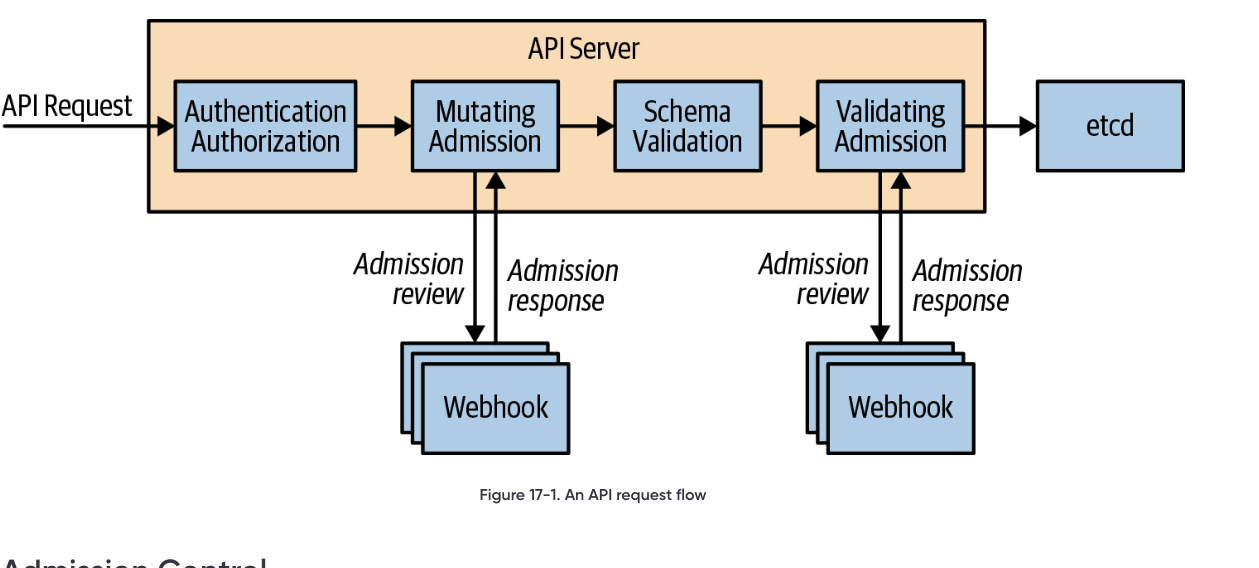 API Server
API Request
Authentication
Authorization
Mutating
Admission
Schema
Validation
Validating
Admission
etcd
Admission
review
Admission
response
Admission
review
Admission
response
Webhook
Webhook
Figure 17-1. An API request flow
Admission Control